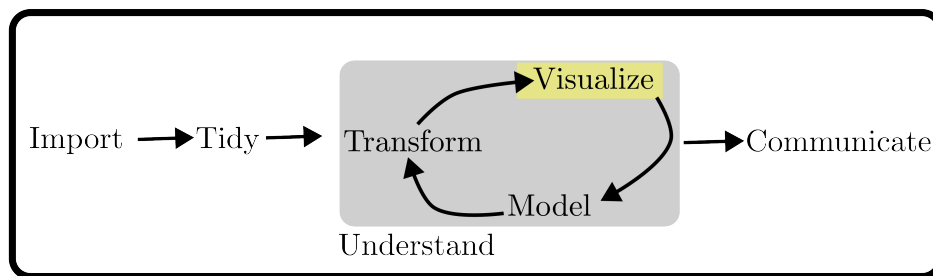 Import
Tidy
Transform
Visualize
Model
Understand
Communicate